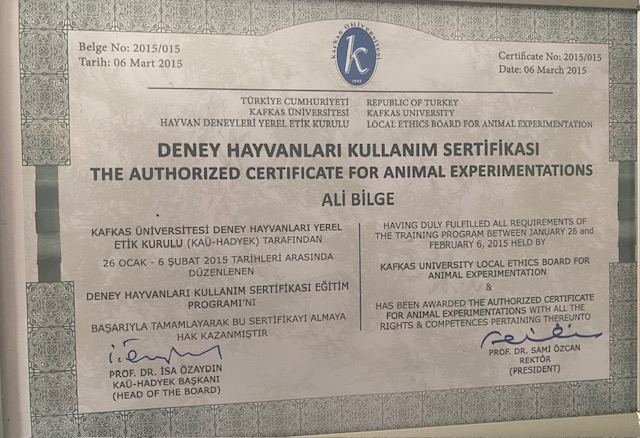 Belge No: 2015/015
Tarih: 06 Mart 2015
KAFKAS ÜNİVERSİTESİ
k
1992
Certificate No: 2015/015
Date: 06 March 2015
TÜRKİYE CUMHURİYETİ
KAFKAS ÜNİVERSİTESİ
HAYVAN DENEYLERİ YEREL ETİK KURULU
REPUBLIC OF TURKEY
KAFKAS UNIVERSITY
LOCAL ETHICS BOARD FOR ANIMAL EXPERIMENTATION
DENEY HAYVANLARI KULLANIM SERTİFİKASI
THE AUTHORIZED CERTIFICATE FOR ANIMAL EXPERIMENTATIONS
ALİ BİLGE
KAFKAS ÜNİVERSİTESİ DENEY HAYVANLARI YEREL
ETİK KURULU (KAÜ-HADYEK) TARAFINDAN
26 OCAK - 6 ŞUBAT 2015 TARİHLERİ ARASINDA
DÜZENLENEN
DENEY HAYVANLARI KULLANIM SERTİFİKASI EĞİTİM
PROGRAMI'NI
BAŞARIYLA TAMAMLAYARAK BU SERTİFİKAYI ALMAYA
HAK KAZANMIŞTIR
PROF. DR. İSA ÖZAYDIN
KAÜ-HADYEK BAŞKANI
(HEAD OF THE BOARD)
HAVING DULY FULFILLED ALL REQUIREMENTS OF
THE TRAINING PROGRAM BETWEEN JANUARY 26 and
FEBRUARY 6, 2015 HELD BY
KAFKAS UNIVERSITY LOCAL ETHICS BOARD FOR
ANIMAL EXPERIMENTATION
&
HAS BEEN AWARDED THE AUTHORIZED CERTIFICATE
FOR ANIMAL EXPERIMENTATIONS WITH ALL THE
RIGHTS & COMPETENCES PERTAINING THEREUNTO
PROF. DR. SAMİ ÖZCAN
REKTÖR
(PRESIDENT)